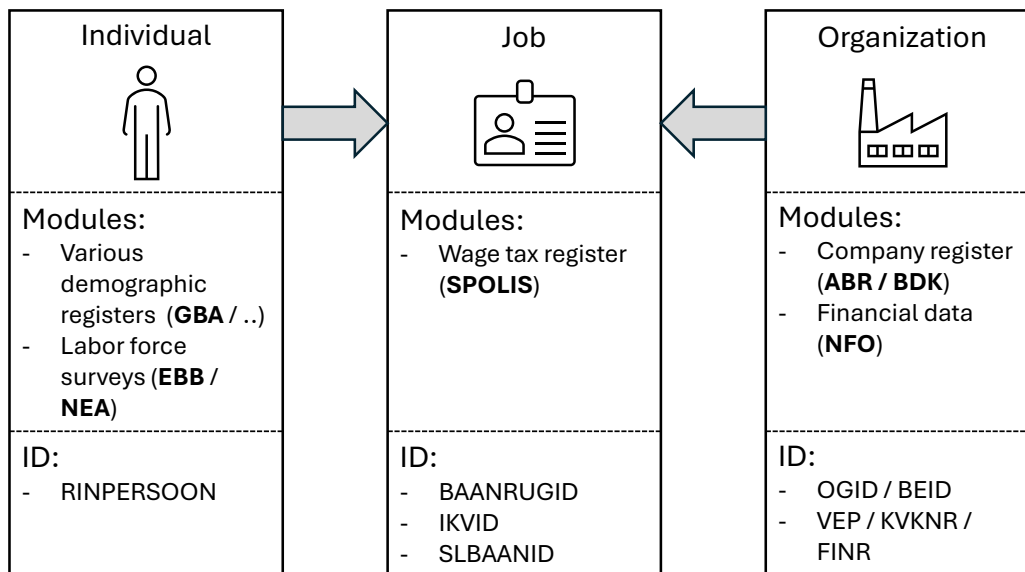 Individual
Modules:
- Various
demographic
registers (GBA / ..)
- Labor force
surveys (EBB /
NEA)
ID:
- RINPERSOON
Job
Modules:
- Wage tax register
(SPOLIS)
ID:
- BAANRUGID
- IKVID
- SLBAANID
Organization
Modules:
- Company register
(ABR / BDK)
- Financial data
(NFO)
ID:
- OGID / BEID
- VEP / KVKNR /
FINR